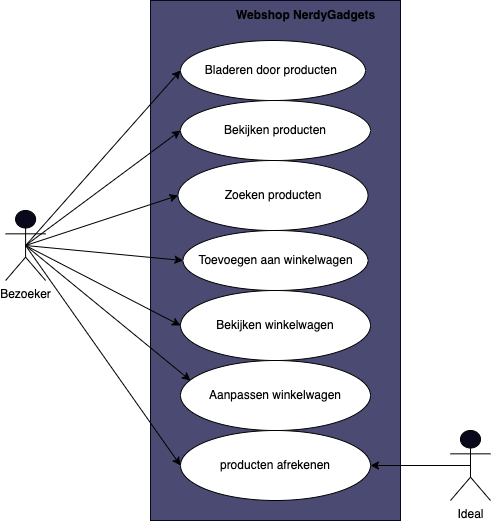 Webshop NerdyGadgets
Bladeren door producten
Bekijken producten
Zoeken producten
Toevoegen aan winkelwagen
Bezoeker
Bekijken winkelwagen
Aanpassen winkelwagen
producten afrekenen
Ideal